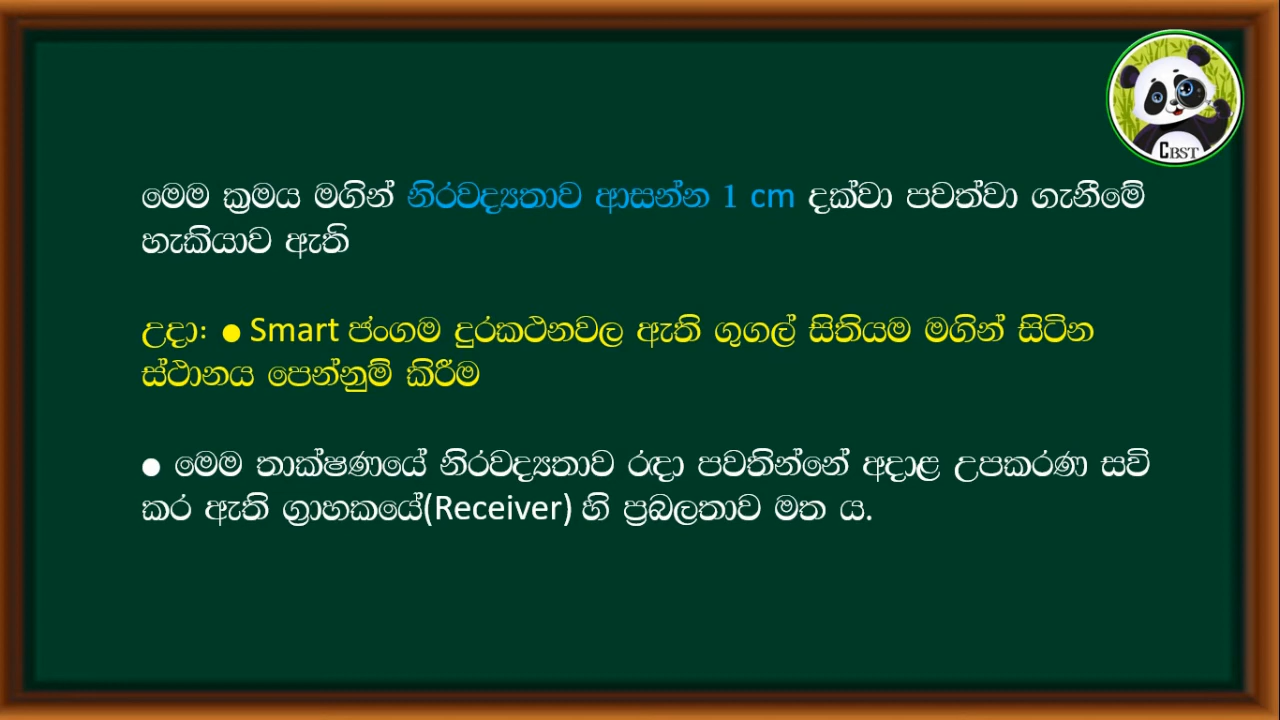 CBST
මෙම ක්‍රමය මගින් නිරවද්‍යතාව ආසන්න 1 cm දක්වා පවත්වා ගැනීමේ
හැකියාව ඇති
උදා: ● Smart ජංගම දුරකථනවල ඇති ගුගල් සිතියම මගින් සිටින
ස්ථානය පෙන්නුම් කිරීම
● මෙම තාක්ෂණයේ නිරවද්‍යතාව රඳා පවතින්නේ අදාළ උපකරණ සවි
කර ඇති ග්‍රාහකයේ(Receiver) හි ප්‍රබලතාව මත ය.